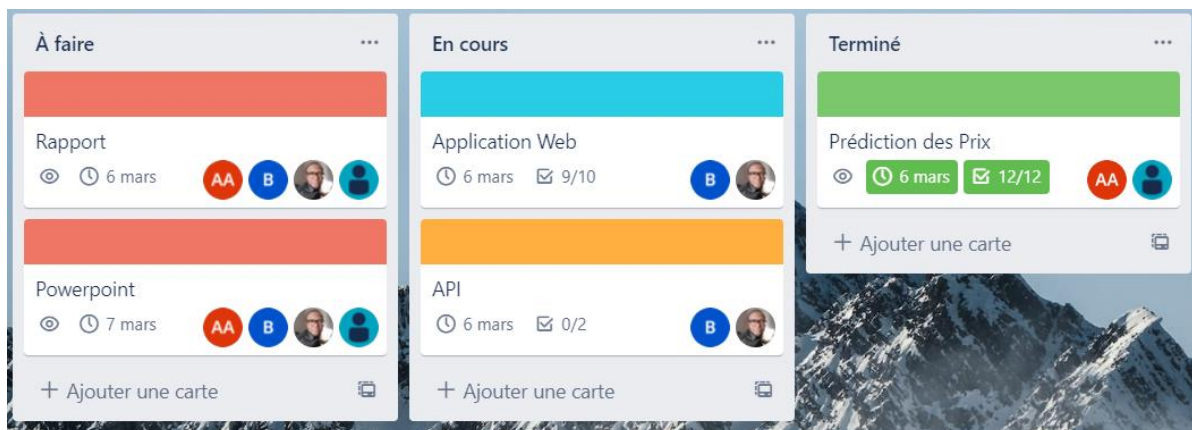 À faire
Rapport
6 mars AA B
Powerpoint
7 mars AA B
+ Ajouter une carte
En cours
Application Web
6 mars 9/10 B
API
6 mars 0/2 B
+ Ajouter une carte
Terminé
Prédiction des Prix
6 mars 12/12 AA
+ Ajouter une carte